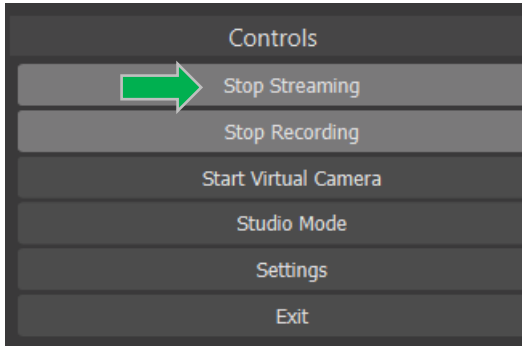 Controls
Stop Streaming
Stop Recording
Start Virtual Camera
Studio Mode
Settings
Exit